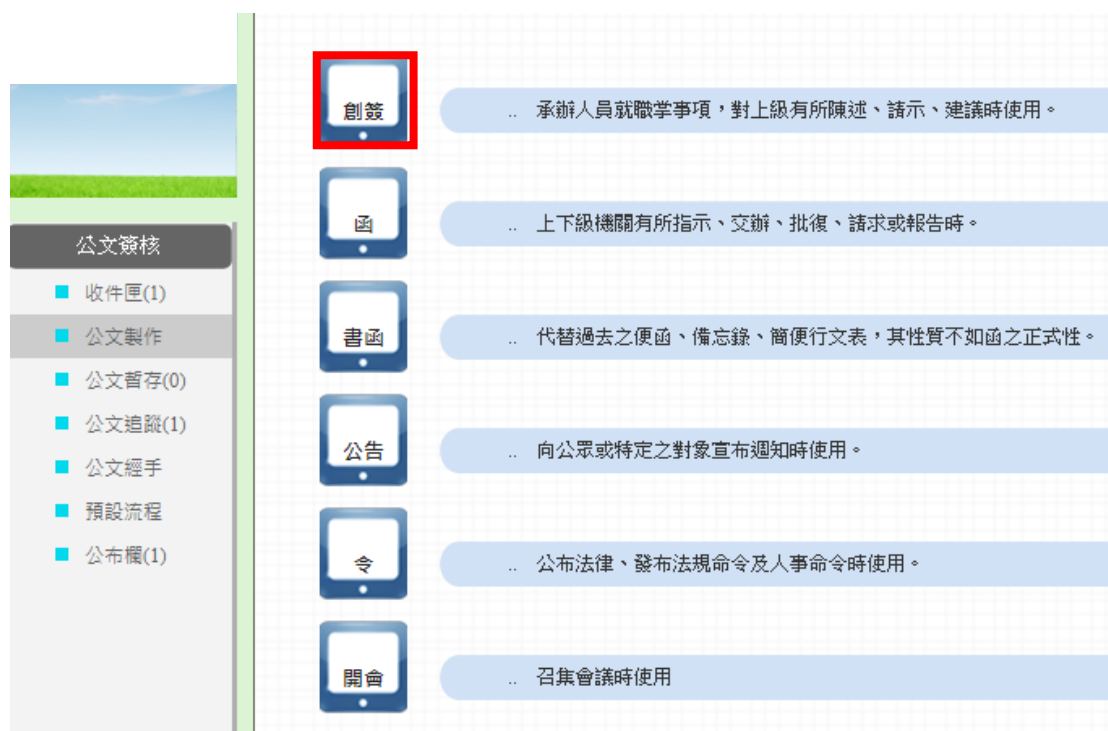 公文簽核
收件匣(1)
公文製作
公文暫存(0)
公文追蹤(1)
公文經手
預設流程
公布欄(1)
創簽 .. 承辦人員就職掌事項，對上級有所陳述、請示、建議時使用。
函 .. 上下級機關有所指示、交辦、批復、請求或報告時。
書函 .. 代替過去之便函、備忘錄、簡便行文表，其性質不如函之正式性。
公告 .. 向公眾或特定之對象宣布週知時使用。
令 .. 公布法律、發布法規命令及人事命令時使用。
開會 .. 召集會議時使用